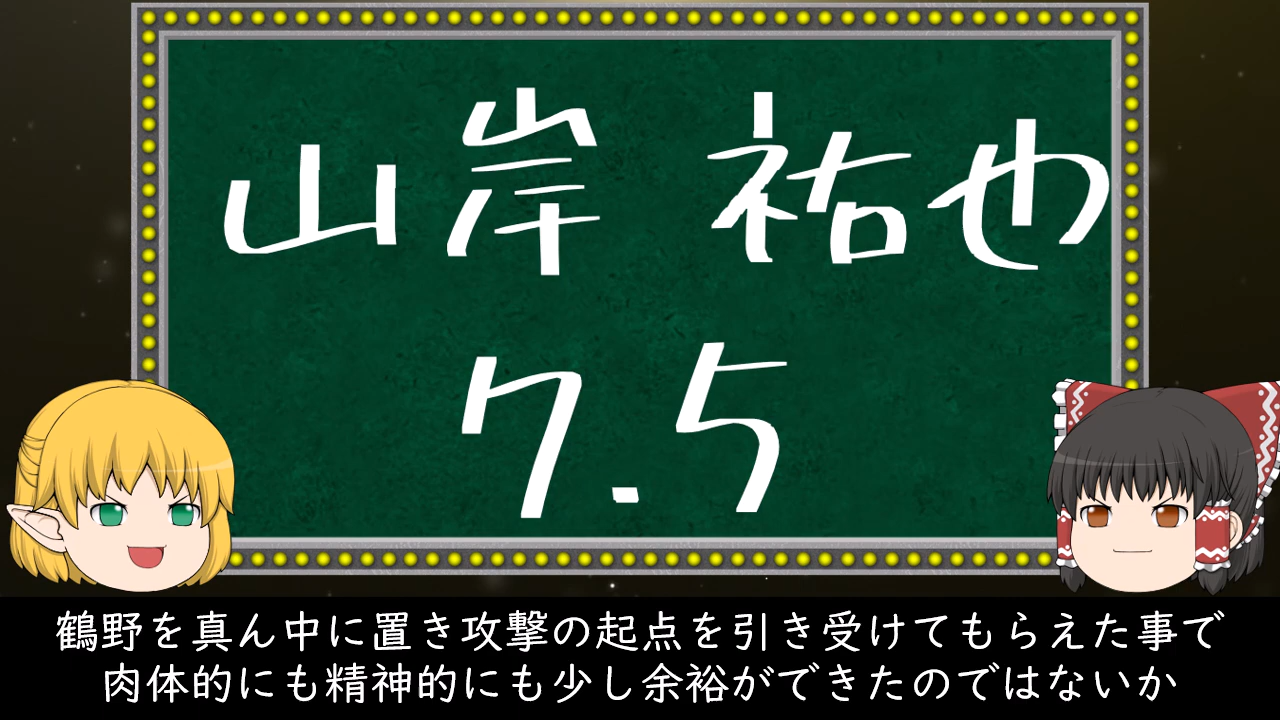 山岸 祐也
7.5
鶴野を真ん中に置き攻撃の起点を引き受けてもらえた事で
肉体的にも精神的にも少し余裕ができたのではないか